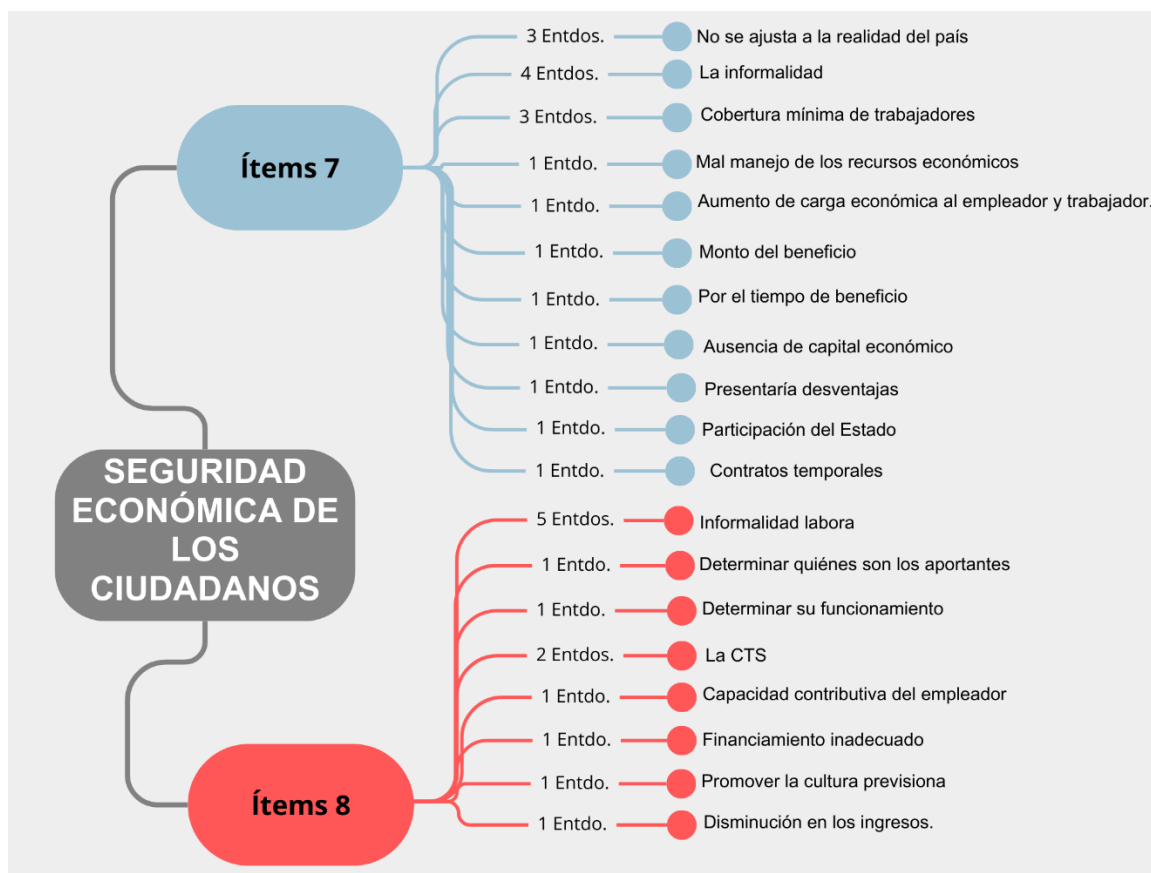 3 Entdos. No se ajusta a la realidad del país
4 Entdos. La informalidad
3 Entdos. Cobertura mínima de trabajadores
Ítems 7
1 Entdo. Mal manejo de los recursos económicos
1 Entdo. Aumento de carga económica al empleador y trabajador.
1 Entdo. Monto del beneficio
1 Entdo. Por el tiempo de beneficio
1 Entdo. Ausencia de capital económico
1 Entdo. Presentaría desventajas
1 Entdo. Participación del Estado
1 Entdo. Contratos temporales
SEGURIDAD
ECONÓMICA DE
LOS
CIUDADANOS
5 Entdos. Informalidad labora
1 Entdo. Determinar quiénes son los aportantes
1 Entdo. Determinar su funcionamiento
2 Entdos. La CTS
1 Entdo. Capacidad contributiva del empleador
1 Entdo. Financiamiento inadecuado
1 Entdo. Promover la cultura previsiona
Ítems 8
1 Entdo. Disminución en los ingresos.